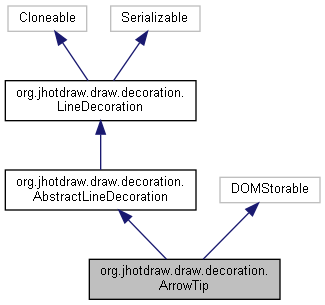 Cloneable
Serializable
org.jhotdraw.draw.decoration.
LineDecoration
org.jhotdraw.draw.decoration.
AbstractLineDecoration
DOMStorable
org.jhotdraw.draw.decoration.
ArrowTip